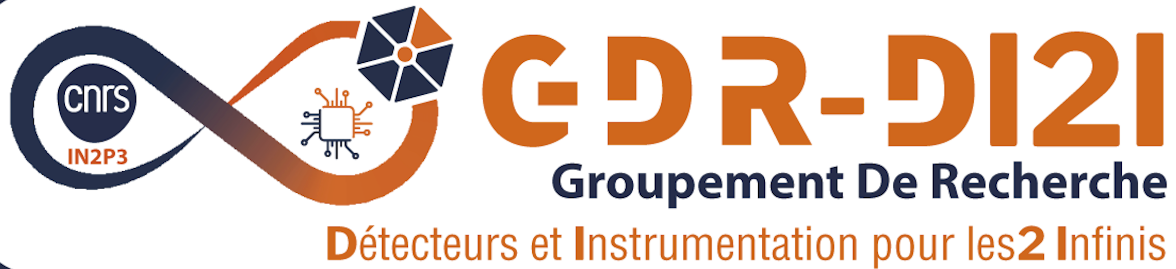 cnrs
IN2P3
GDR-DI2I
Groupement De Recherche
Détecteurs et Instrumentation pour les2 Infinis